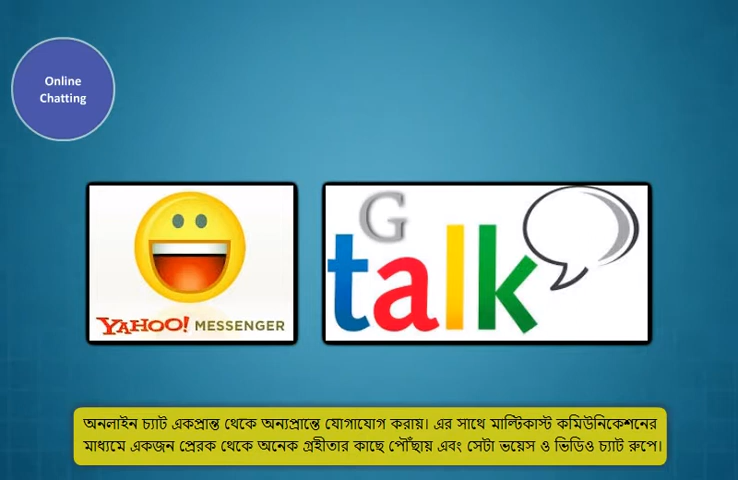 Online
Chatting
YAHOO! MESSENGER
G
talk
অনলাইন চ্যাট একপ্রান্ত থেকে অন্যপ্রান্তে যোগাযোগ করায়। এর সাথে মাল্টিকাস্ট কমিউনিকেশনের
মাধ্যমে একজন প্রেরক থেকে অনেক গ্রহীতার কাছে পৌঁছায় এবং সেটা ভয়েস ও ভিডিও চ্যাট রুপে।